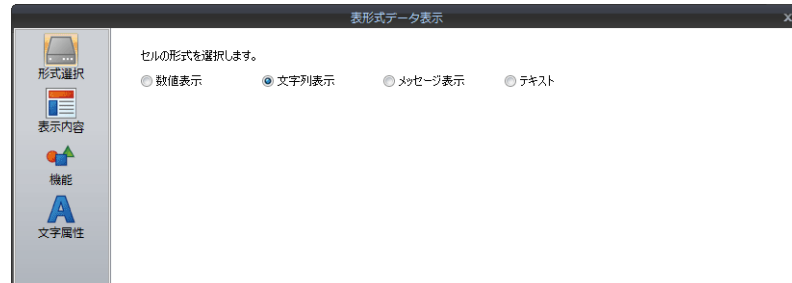 表形式データ表示
形式選択
表示内容
機能
文字属性
セルの形式を選択します。
数値表示 文字列表示 メッセージ表示 テキスト